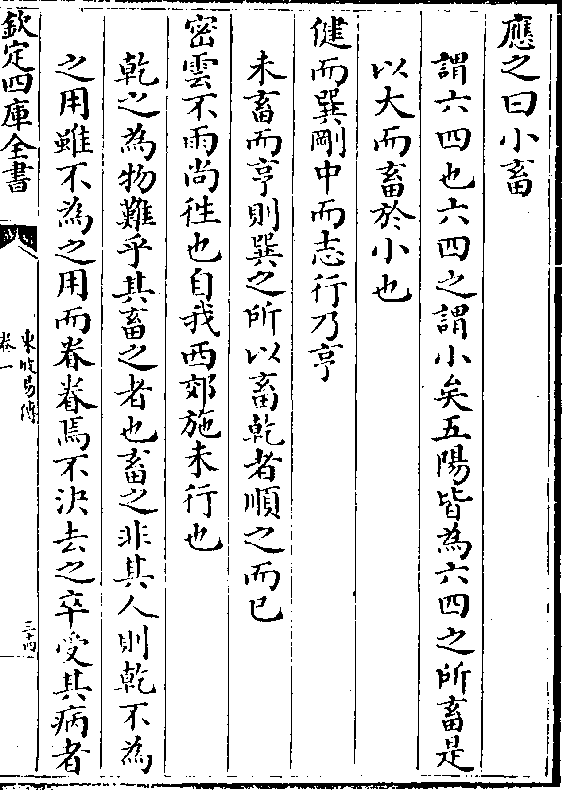 應之曰小畜
謂六四也六四之謂小矣五陽皆為六四之所畜是
以大而畜於小也
健而巽剛中而志行乃亨
未畜而亨則巽之所以畜乾者順之而已
密雲不雨尚徃也自我西郊施未行也
乾之為物難乎其畜之者也畜之非其人則乾不為
之用雖不為之用而眷眷焉不決去之卒受其病者
欽定四庫全書
東坡易傳
卷一
三十四